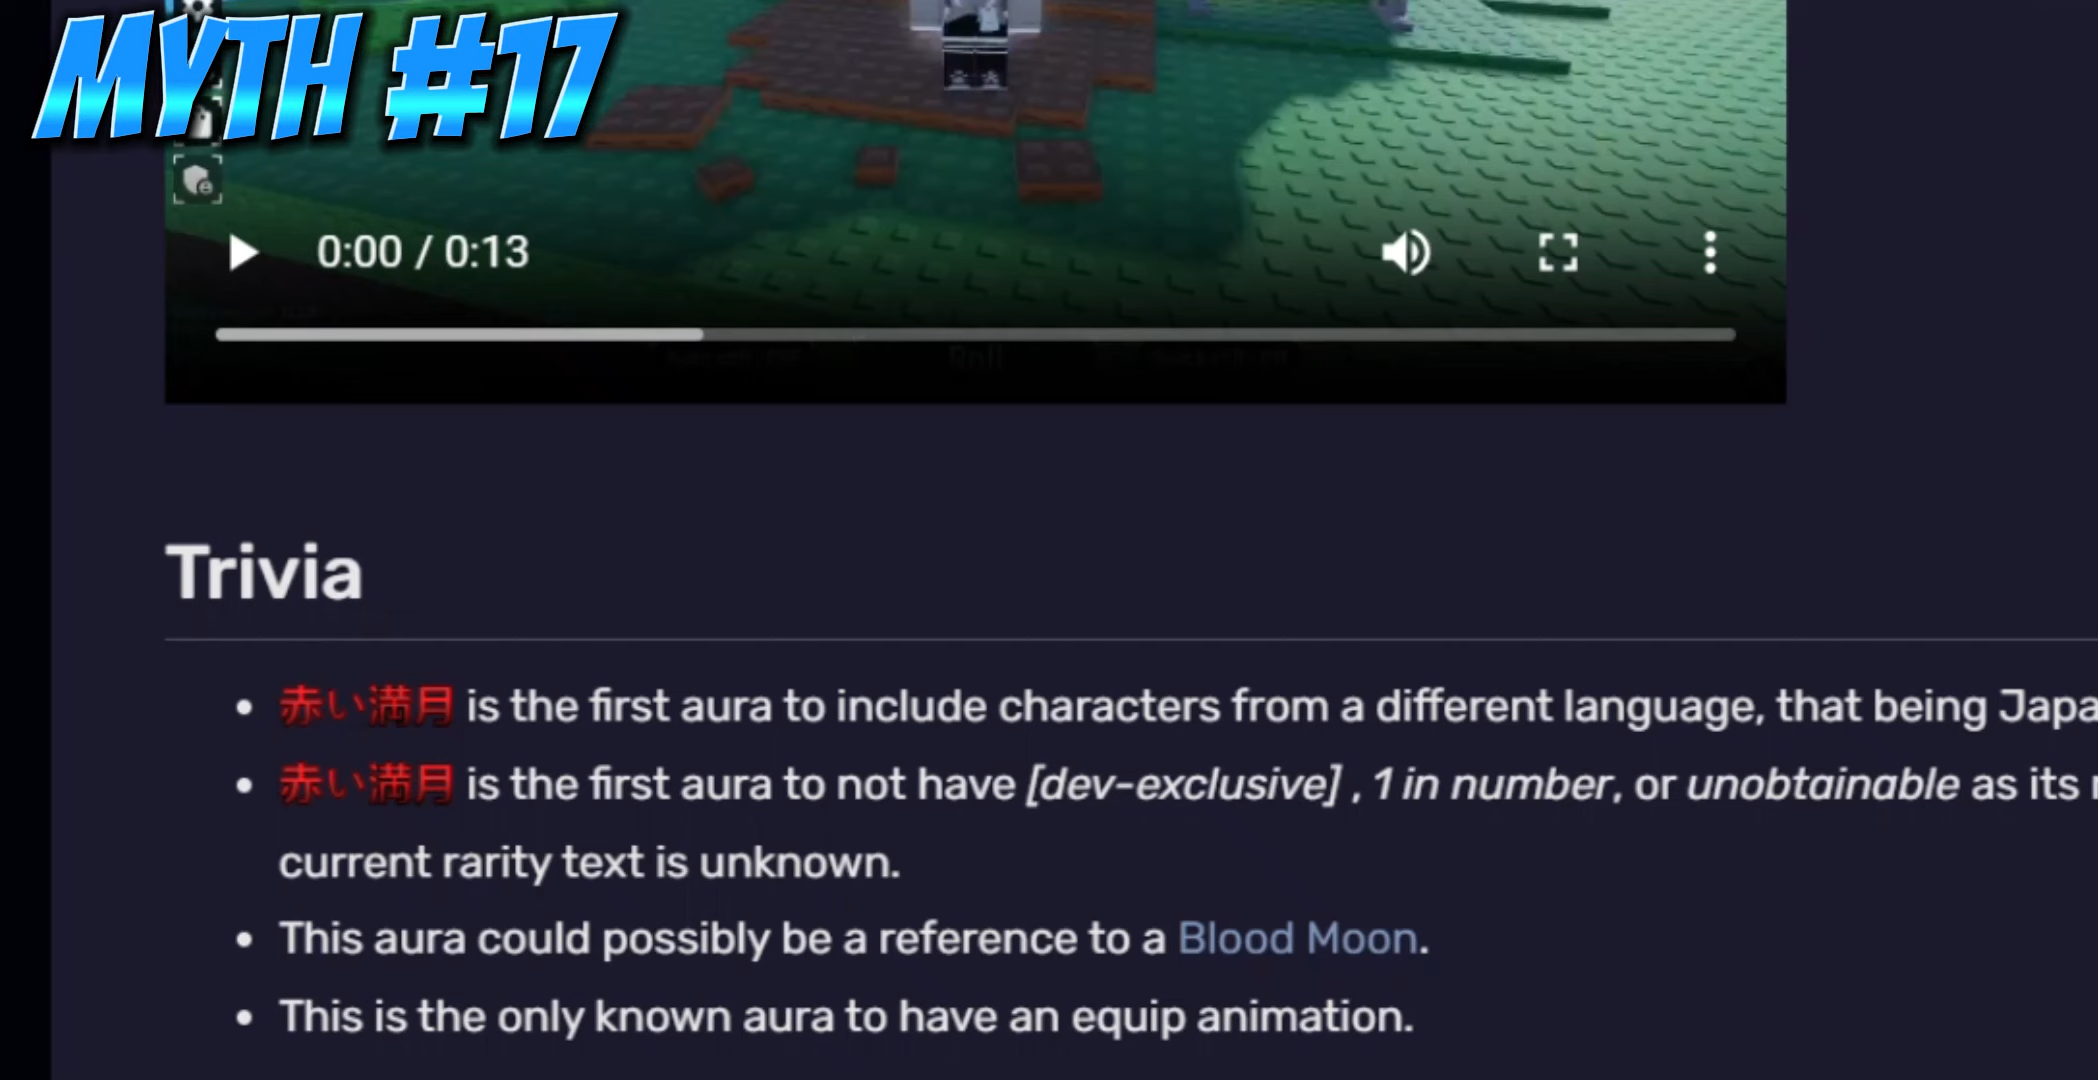 MYTH #17
0:00 / 0:13
Roll
Trivia
赤い満月 is the first aura to include characters from a different language, that being Japa
赤い満月 is the first aura to not have [dev-exclusive] , 1 in number, or unobtainable as its
current rarity text is unknown.
This aura could possibly be a reference to a Blood Moon.
This is the only known aura to have an equip animation.